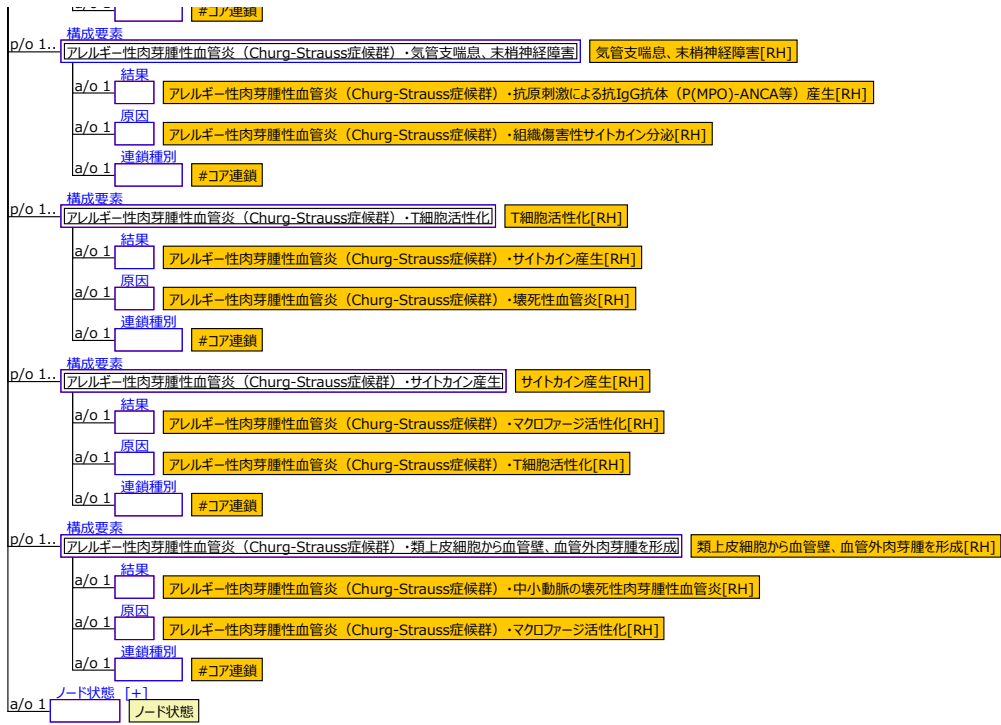 a/o 1 #コア連鎖
構成要素
p/o 1.. アレルギー性肉芽腫性血管炎（Churg-Strauss症候群）・気管支喘息、末梢神経障害 気管支喘息、末梢神経障害[RH]
結果
a/o 1 アレルギー性肉芽腫性血管炎（Churg-Strauss症候群）・抗原刺激による抗IgG抗体（P(MPO)-ANCA等）産生[RH]
原因
a/o 1 アレルギー性肉芽腫性血管炎（Churg-Strauss症候群）・組織傷害性サイトカイン分泌[RH]
連鎖種別
a/o 1 #コア連鎖
構成要素
p/o 1.. アレルギー性肉芽腫性血管炎（Churg-Strauss症候群）・T細胞活性化 T細胞活性化[RH]
結果
a/o 1 アレルギー性肉芽腫性血管炎（Churg-Strauss症候群）・サイトカイン産生[RH]
原因
a/o 1 アレルギー性肉芽腫性血管炎（Churg-Strauss症候群）・壊死性血管炎[RH]
連鎖種別
a/o 1 #コア連鎖
構成要素
p/o 1.. アレルギー性肉芽腫性血管炎（Churg-Strauss症候群）・サイトカイン産生 サイトカイン産生[RH]
結果
a/o 1 アレルギー性肉芽腫性血管炎（Churg-Strauss症候群）・マクロファージ活性化[RH]
原因
a/o 1 アレルギー性肉芽腫性血管炎（Churg-Strauss症候群）・T細胞活性化[RH]
連鎖種別
a/o 1 #コア連鎖
構成要素
p/o 1.. アレルギー性肉芽腫性血管炎（Churg-Strauss症候群）・類上皮細胞から血管壁、血管外肉芽腫を形成 類上皮細胞から血管壁、血管外肉芽腫を形成[RH]
結果
a/o 1 アレルギー性肉芽腫性血管炎（Churg-Strauss症候群）・中小動脈の壊死性肉芽腫性血管炎[RH]
原因
a/o 1 アレルギー性肉芽腫性血管炎（Churg-Strauss症候群）・マクロファージ活性化[RH]
連鎖種別
a/o 1 #コア連鎖
ノード状態 [+]
a/o 1 ノード状態